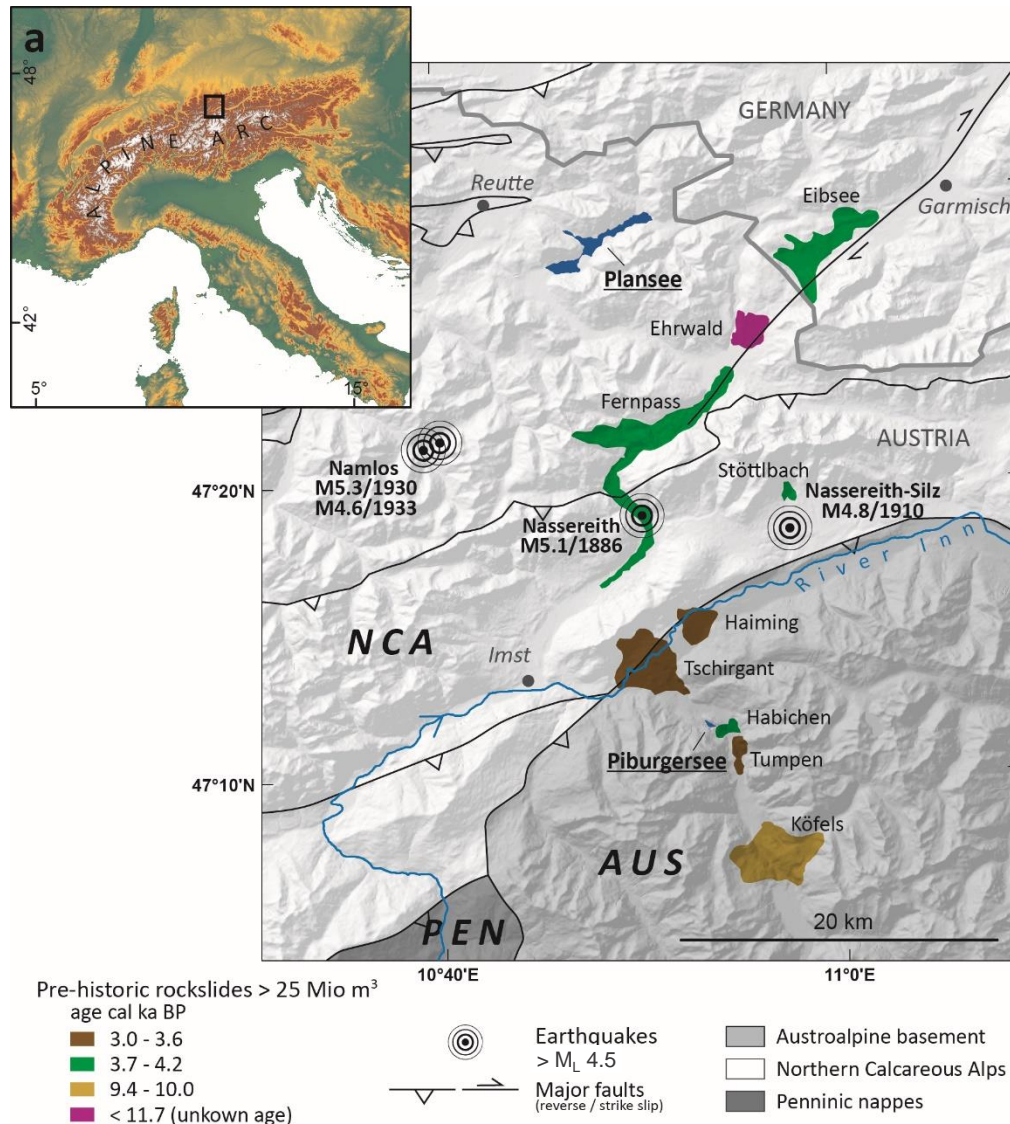 a
48°
42°
5°
15°
ALPINE ARC
GERMANY
Reutte
Eibsee
Garmisch
Plansee
Ehrwald
Fernpass
AUSTRIA
Namlos
M5.3/1930
M4.6/1933
47°20'N
Stöttlbach
Nassereith-Silz
M4.8/1910
Nassereith
M5.1/1886
River Inn
NCA
Haiming
Imst
Tschirgant
Habichen
Piburgersee
Tumpen
47°10'N
Köfels
AUS
PEN
20 km
10°40'E
11°0'E
Pre-historic rockslides > 25 Mio m³
age cal ka BP
3.0 - 3.6
3.7 - 4.2
9.4 - 10.0
< 11.7 (unkown age)
Earthquakes
> M_L 4.5
Major faults
(reverse / strike slip)
Austroalpine basement
Northern Calcareous Alps
Penninic nappes